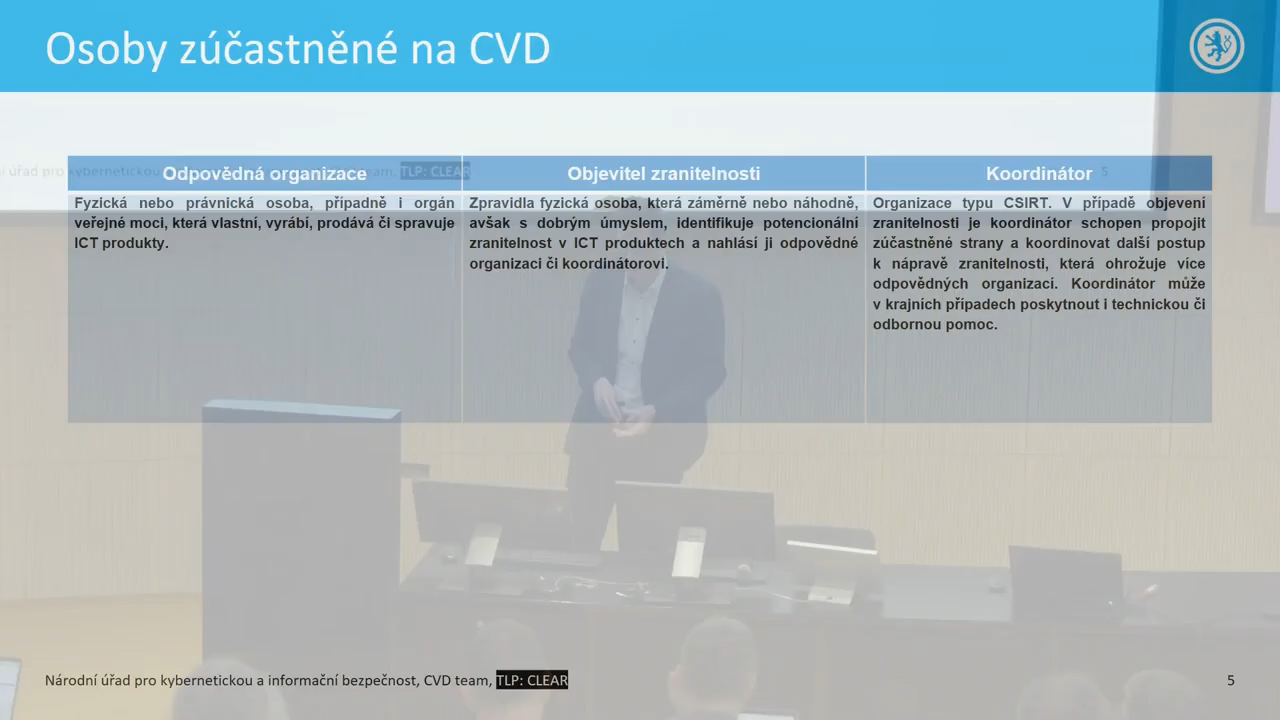 Osoby zúčastněné na CVD
Odpovědná organizace
Objevitel zranitelnosti
Koordinátor
Fyzická nebo právnická osoba, případně i orgán
veřejné moci, která vlastní, vyrábí, prodává či spravuje
ICT produkty.
Zpravidla fyzická osoba, která záměrně nebo náhodně,
avšak s dobrým úmyslem, identifikuje potencionální
zranitelnost v ICT produktech a nahlásí ji odpovědné
organizaci či koordinátorovi.
Organizace typu CSIRT. V případě objevení
zranitelnosti je koordinátor schopen propojit
zúčastněné strany a koordinovat další postup
k nápravě zranitelnosti, která ohrožuje více
odpovědných organizací. Koordinátor může
v krajních případech poskytnout i technickou či
odbornou pomoc.
TLP: CLEAR
5
Národní úřad pro kybernetickou a informační bezpečnost, CVD team, TLP: CLEAR
5